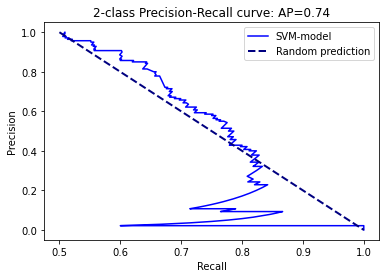 2-class Precision-Recall curve: AP=0.74
SVM-model
Random prediction
Precision
1.0
0.8
0.6
0.4
0.2
0.0
0.5
0.6
0.7
0.8
0.9
1.0
Recall